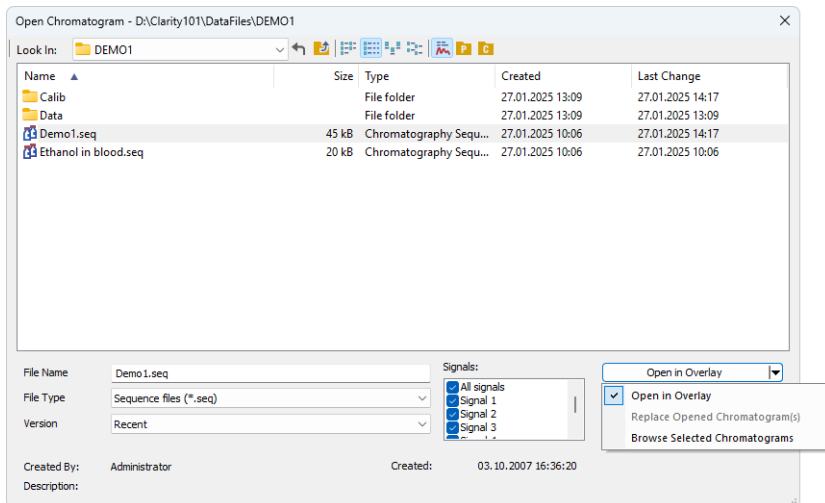 Open Chromatogram - D:\Clarity101\DataFiles\DEMO1
Look In: DEMO1
Name Size Type Created Last Change
Calib File folder 27.01.2025 13:09 27.01.2025 14:17
Data File folder 27.01.2025 13:09 27.01.2025 13:09
Demo1.seq 45 kB Chromatography Sequ... 27.01.2025 10:06 27.01.2025 14:17
Ethanol in blood.seq 20 kB Chromatography Sequ... 27.01.2025 10:06 27.01.2025 10:06
File Name Demo1.seq
File Type Sequence files (*.seq)
Version Recent
Signals:
All signals
Signal 1
Signal 2
Signal 3
Open in Overlay
Open in Overlay
Replace Opened Chromatogram(s)
Browse Selected Chromatograms
Created By: Administrator Created: 03.10.2007 16:36:20
Description: